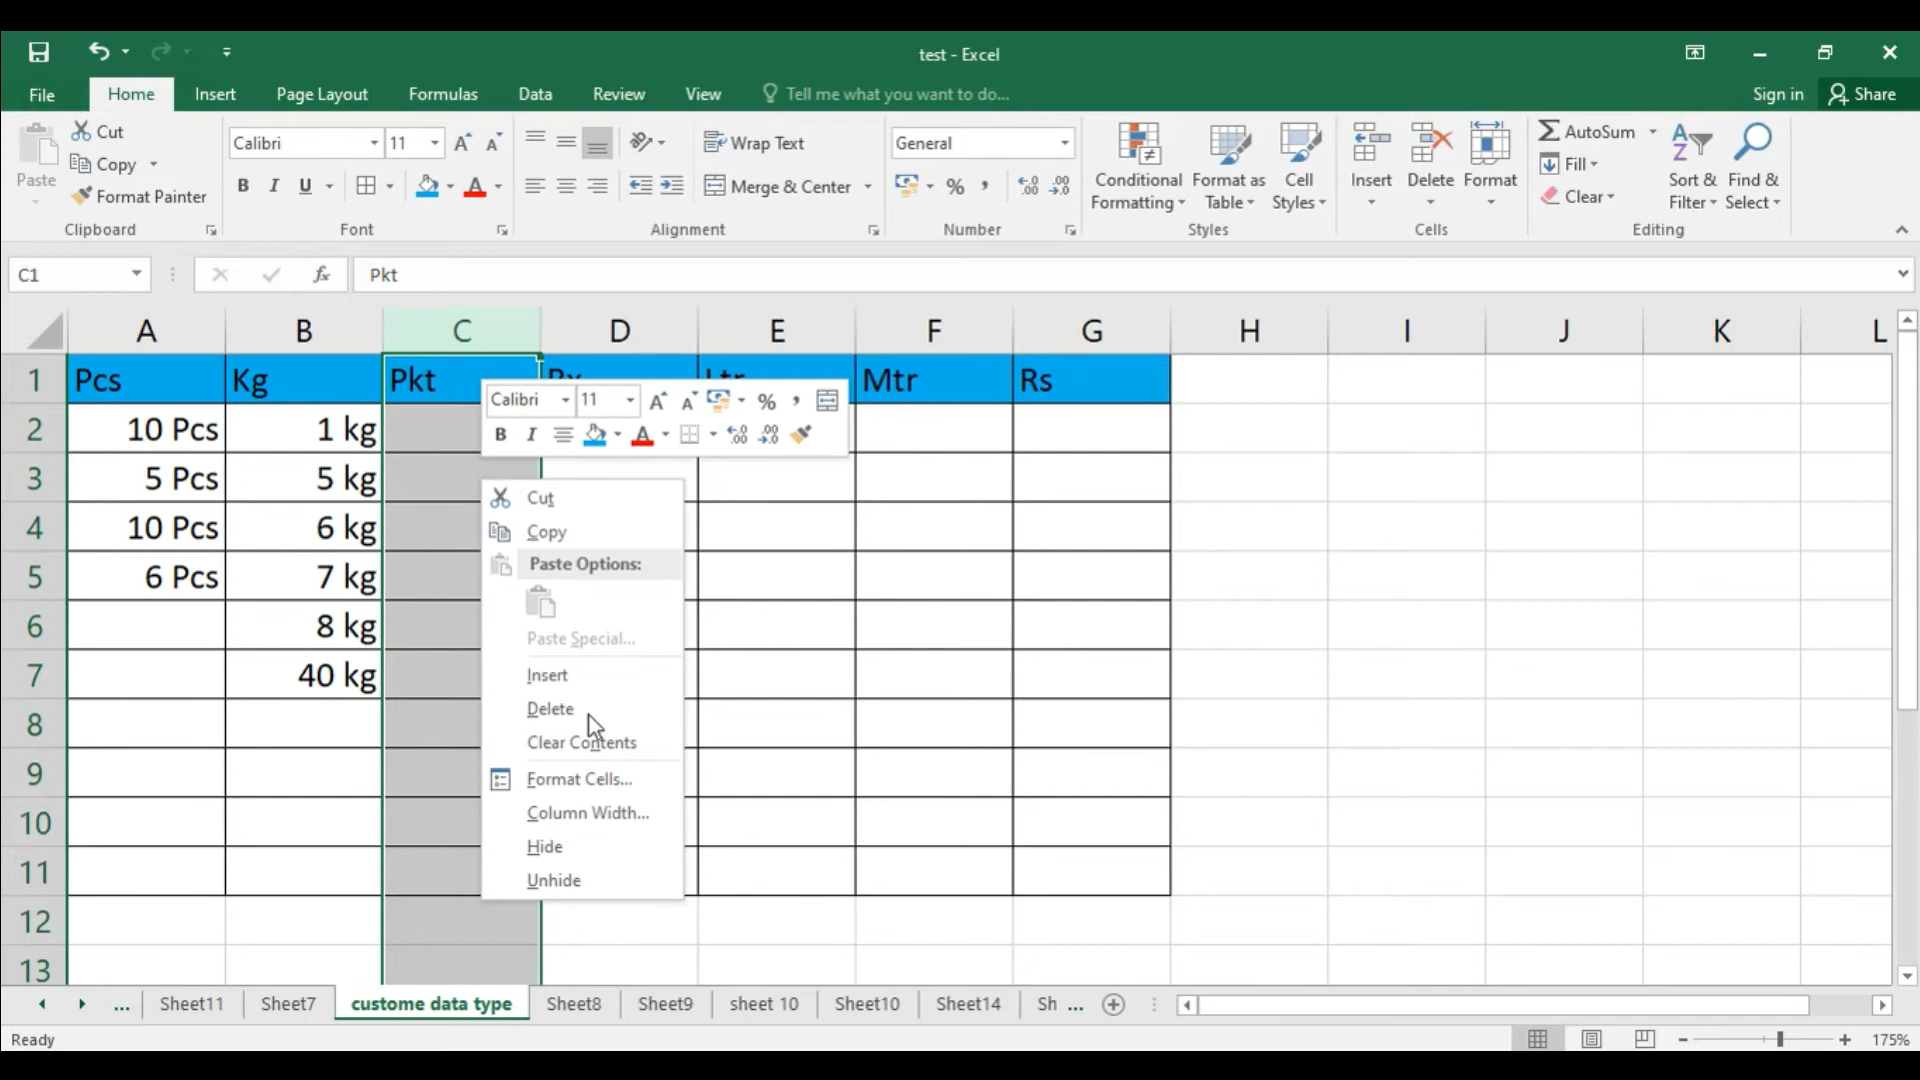 test - Excel
File Home Insert Page Layout Formulas Data Review View Tell me what you want to do... Sign in Share
Paste Cut Copy Format Painter Clipboard
Calibri 11 B I U A Font
Wrap Text Merge & Center Alignment
General % , Number
Conditional Formatting Format as Table Cell Styles Styles
Insert Delete Format Cells
AutoSum Fill Clear Sort & Filter Find & Select Editing
C1 fx Pkt
A B C D E F G H I J K L
1 Pcs Kg Pkt Mtr Rs
Calibri 11 A A % ,
B I A
2 10 Pcs 1 kg
3 5 Pcs 5 kg
4 10 Pcs 6 kg
5 6 Pcs 7 kg
6 8 kg
7 40 kg
8
9
10
11
12
13
Cut
Copy
Paste Options:
Paste Special...
Insert
Delete
Clear Contents
Format Cells...
Column Width...
Hide
Unhide
... Sheet11 Sheet7 custome data type Sheet8 Sheet9 sheet 10 Sheet10 Sheet14 Sh ...
Ready 175%